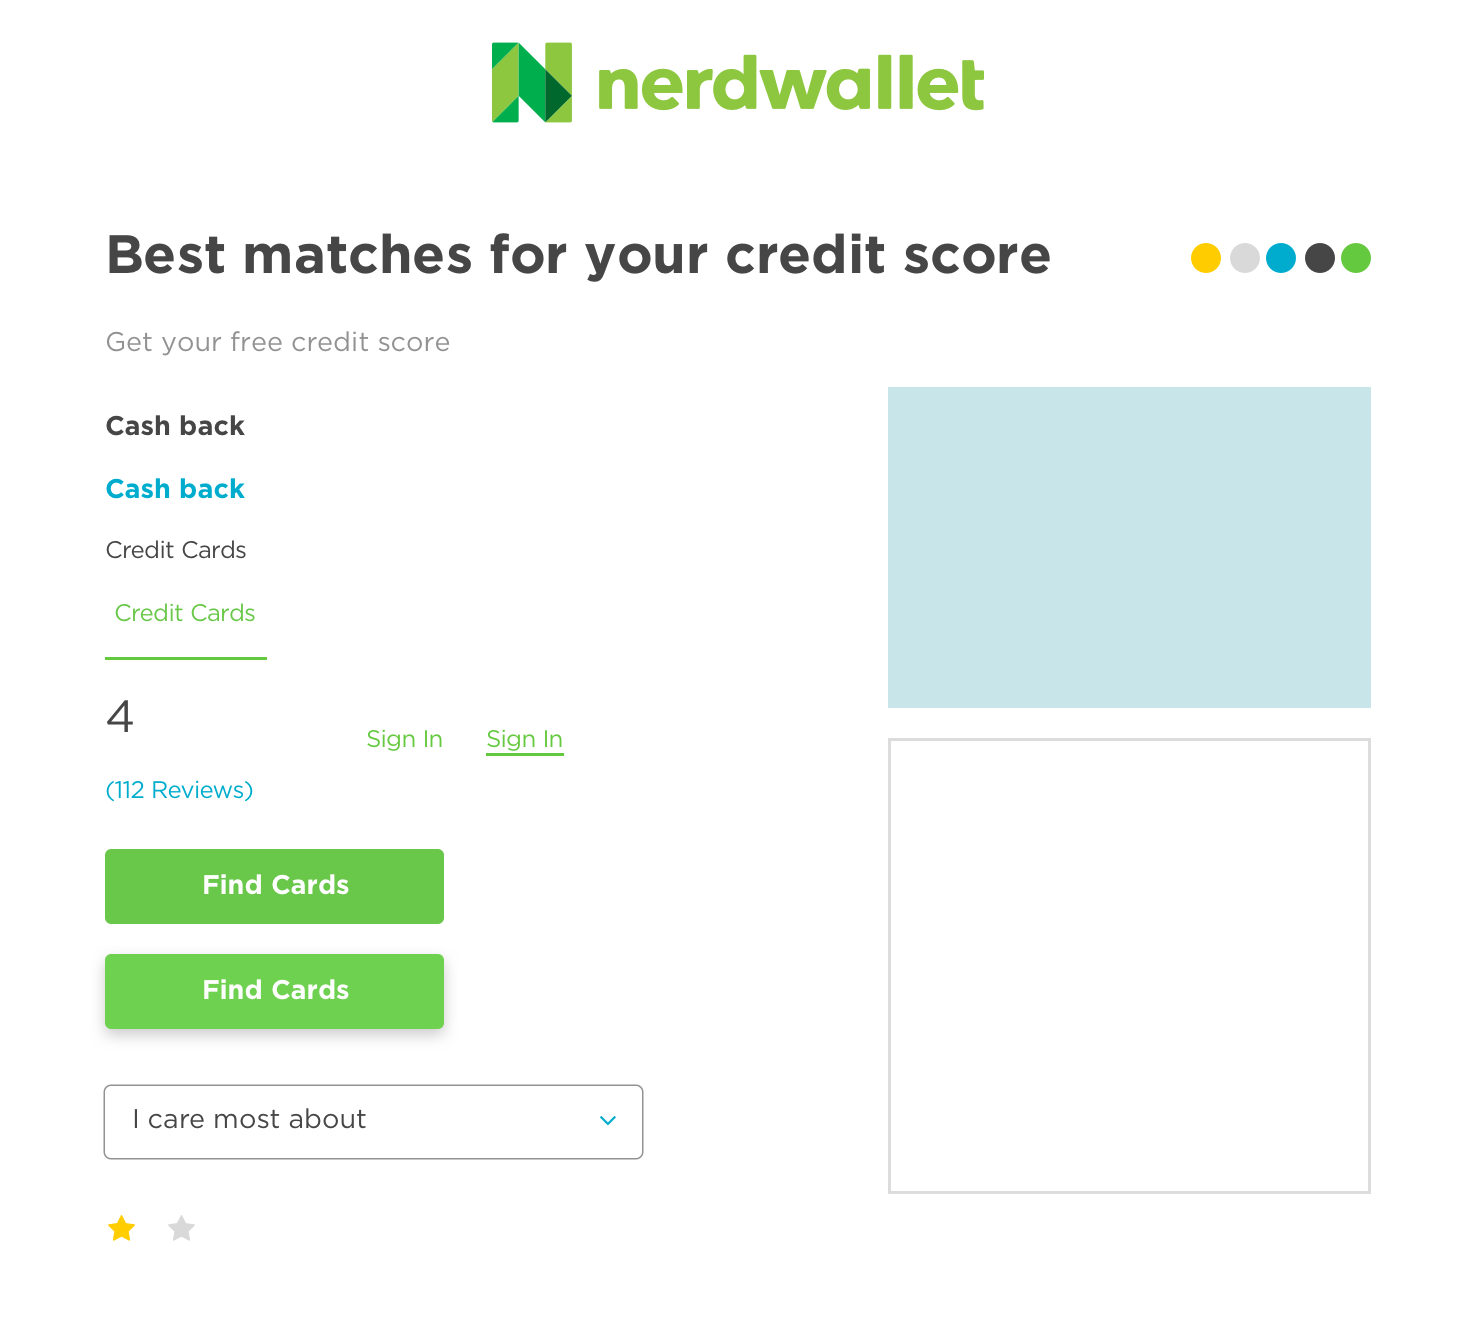 nerdwallet
Best matches for your credit score
Get your free credit score
Cash back
Cash back
Credit Cards
Credit Cards
4
Sign In
Sign In
(112 Reviews)
Find Cards
Find Cards
I care most about